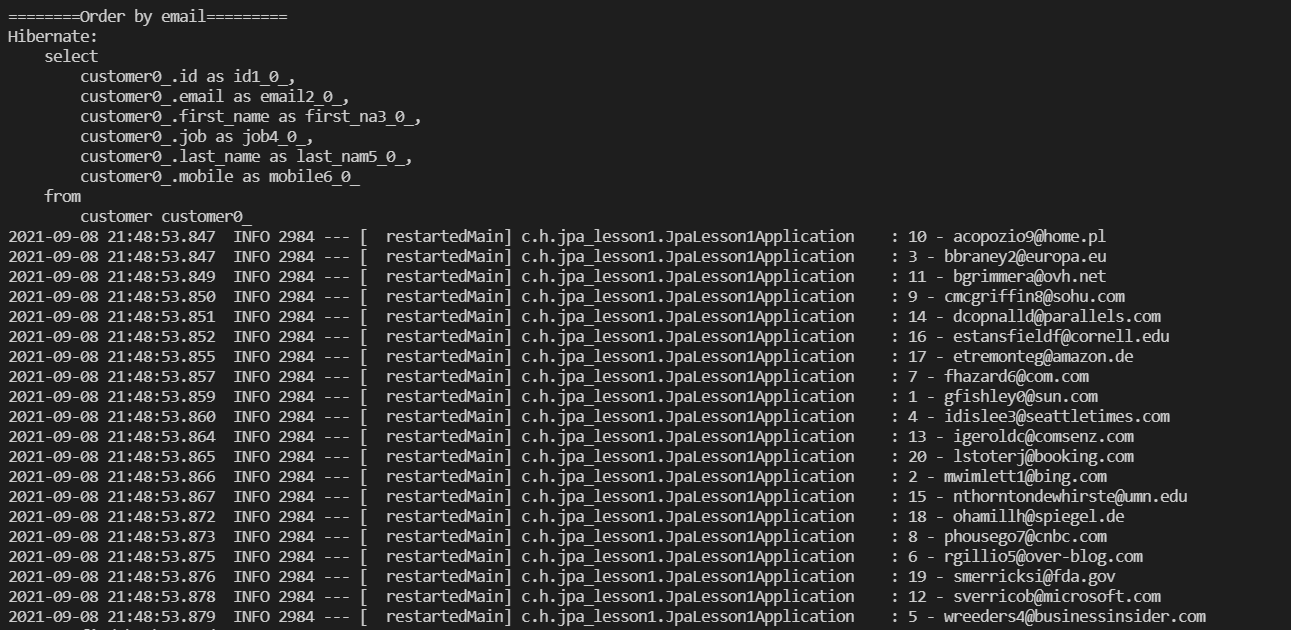 ========Order by email=========
Hibernate:
    select
        customer0_.id as id1_0_,
        customer0_.email as email2_0_,
        customer0_.first_name as first_na3_0_,
        customer0_.job as job4_0_,
        customer0_.last_name as last_nam5_0_,
        customer0_.mobile as mobile6_0_
    from
        customer customer0_
2021-09-08 21:48:53.847  INFO 2984 --- [  restartedMain] c.h.jpa_lesson1.JpaLesson1Application    : 10 - acopozio9@home.pl
2021-09-08 21:48:53.847  INFO 2984 --- [  restartedMain] c.h.jpa_lesson1.JpaLesson1Application    : 3 - bbraney2@europa.eu
2021-09-08 21:48:53.849  INFO 2984 --- [  restartedMain] c.h.jpa_lesson1.JpaLesson1Application    : 11 - bgrimmera@ovh.net
2021-09-08 21:48:53.850  INFO 2984 --- [  restartedMain] c.h.jpa_lesson1.JpaLesson1Application    : 9 - cmcgriffin8@sohu.com
2021-09-08 21:48:53.851  INFO 2984 --- [  restartedMain] c.h.jpa_lesson1.JpaLesson1Application    : 14 - dcopnalld@parallels.com
2021-09-08 21:48:53.852  INFO 2984 --- [  restartedMain] c.h.jpa_lesson1.JpaLesson1Application    : 16 - estansfieldf@cornell.edu
2021-09-08 21:48:53.855  INFO 2984 --- [  restartedMain] c.h.jpa_lesson1.JpaLesson1Application    : 17 - etremonteg@amazon.de
2021-09-08 21:48:53.857  INFO 2984 --- [  restartedMain] c.h.jpa_lesson1.JpaLesson1Application    : 7 - fhazard6@com.com
2021-09-08 21:48:53.859  INFO 2984 --- [  restartedMain] c.h.jpa_lesson1.JpaLesson1Application    : 1 - gfishley0@sun.com
2021-09-08 21:48:53.860  INFO 2984 --- [  restartedMain] c.h.jpa_lesson1.JpaLesson1Application    : 4 - idislee3@seattletimes.com
2021-09-08 21:48:53.864  INFO 2984 --- [  restartedMain] c.h.jpa_lesson1.JpaLesson1Application    : 13 - igeroldc@comsenz.com
2021-09-08 21:48:53.865  INFO 2984 --- [  restartedMain] c.h.jpa_lesson1.JpaLesson1Application    : 20 - lstoterj@booking.com
2021-09-08 21:48:53.866  INFO 2984 --- [  restartedMain] c.h.jpa_lesson1.JpaLesson1Application    : 2 - mwimlett1@bing.com
2021-09-08 21:48:53.867  INFO 2984 --- [  restartedMain] c.h.jpa_lesson1.JpaLesson1Application    : 15 - nthorntondewhirste@umn.edu
2021-09-08 21:48:53.872  INFO 2984 --- [  restartedMain] c.h.jpa_lesson1.JpaLesson1Application    : 18 - ohamillh@spiegel.de
2021-09-08 21:48:53.873  INFO 2984 --- [  restartedMain] c.h.jpa_lesson1.JpaLesson1Application    : 8 - phousego7@cnbc.com
2021-09-08 21:48:53.875  INFO 2984 --- [  restartedMain] c.h.jpa_lesson1.JpaLesson1Application    : 6 - rgillio5@over-blog.com
2021-09-08 21:48:53.876  INFO 2984 --- [  restartedMain] c.h.jpa_lesson1.JpaLesson1Application    : 19 - smerricksi@fda.gov
2021-09-08 21:48:53.878  INFO 2984 --- [  restartedMain] c.h.jpa_lesson1.JpaLesson1Application    : 12 - sverricob@microsoft.com
2021-09-08 21:48:53.879  INFO 2984 --- [  restartedMain] c.h.jpa_lesson1.JpaLesson1Application    : 5 - wreeders4@businessinsider.com